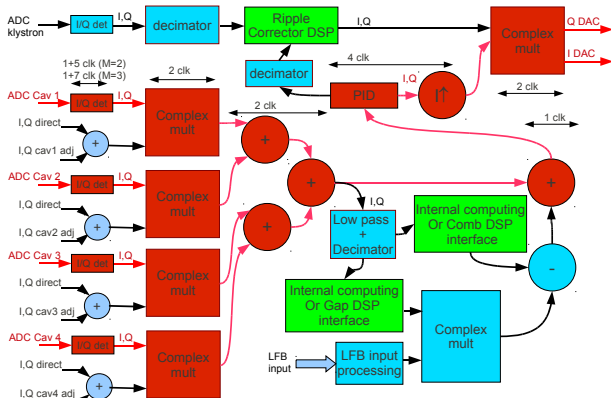 ADC
klystron
I/Q det
I,Q
decimator
Ripple
Corrector DSP
I,Q
Complex
mult
Q DAC
I DAC
decimator
4 clk
PID
I,Q
I↑
2 clk
1 clk
1+5 clk (M=2)
1+7 clk (M=3)
2 clk
2 clk
ADC Cav 1
I/Q det
I,Q
Complex
mult
I,Q direct
+
I,Q cav1 adj
ADC Cav 2
I/Q det
I,Q
Complex
mult
I,Q direct
+
I,Q cav2 adj
ADC Cav 3
I/Q det
I,Q
Complex
mult
I,Q direct
+
I,Q cav3 adj
ADC Cav 4
I/Q det
I,Q
Complex
mult
I,Q direct
+
I,Q cav4 adj
+
+
+
+
I,Q
Low pass
+
Decimator
Internal computing
Or Comb DSP
interface
-
Internal computing
Or Gap DSP
interface
Complex
mult
LFB
input
LFB input
processing